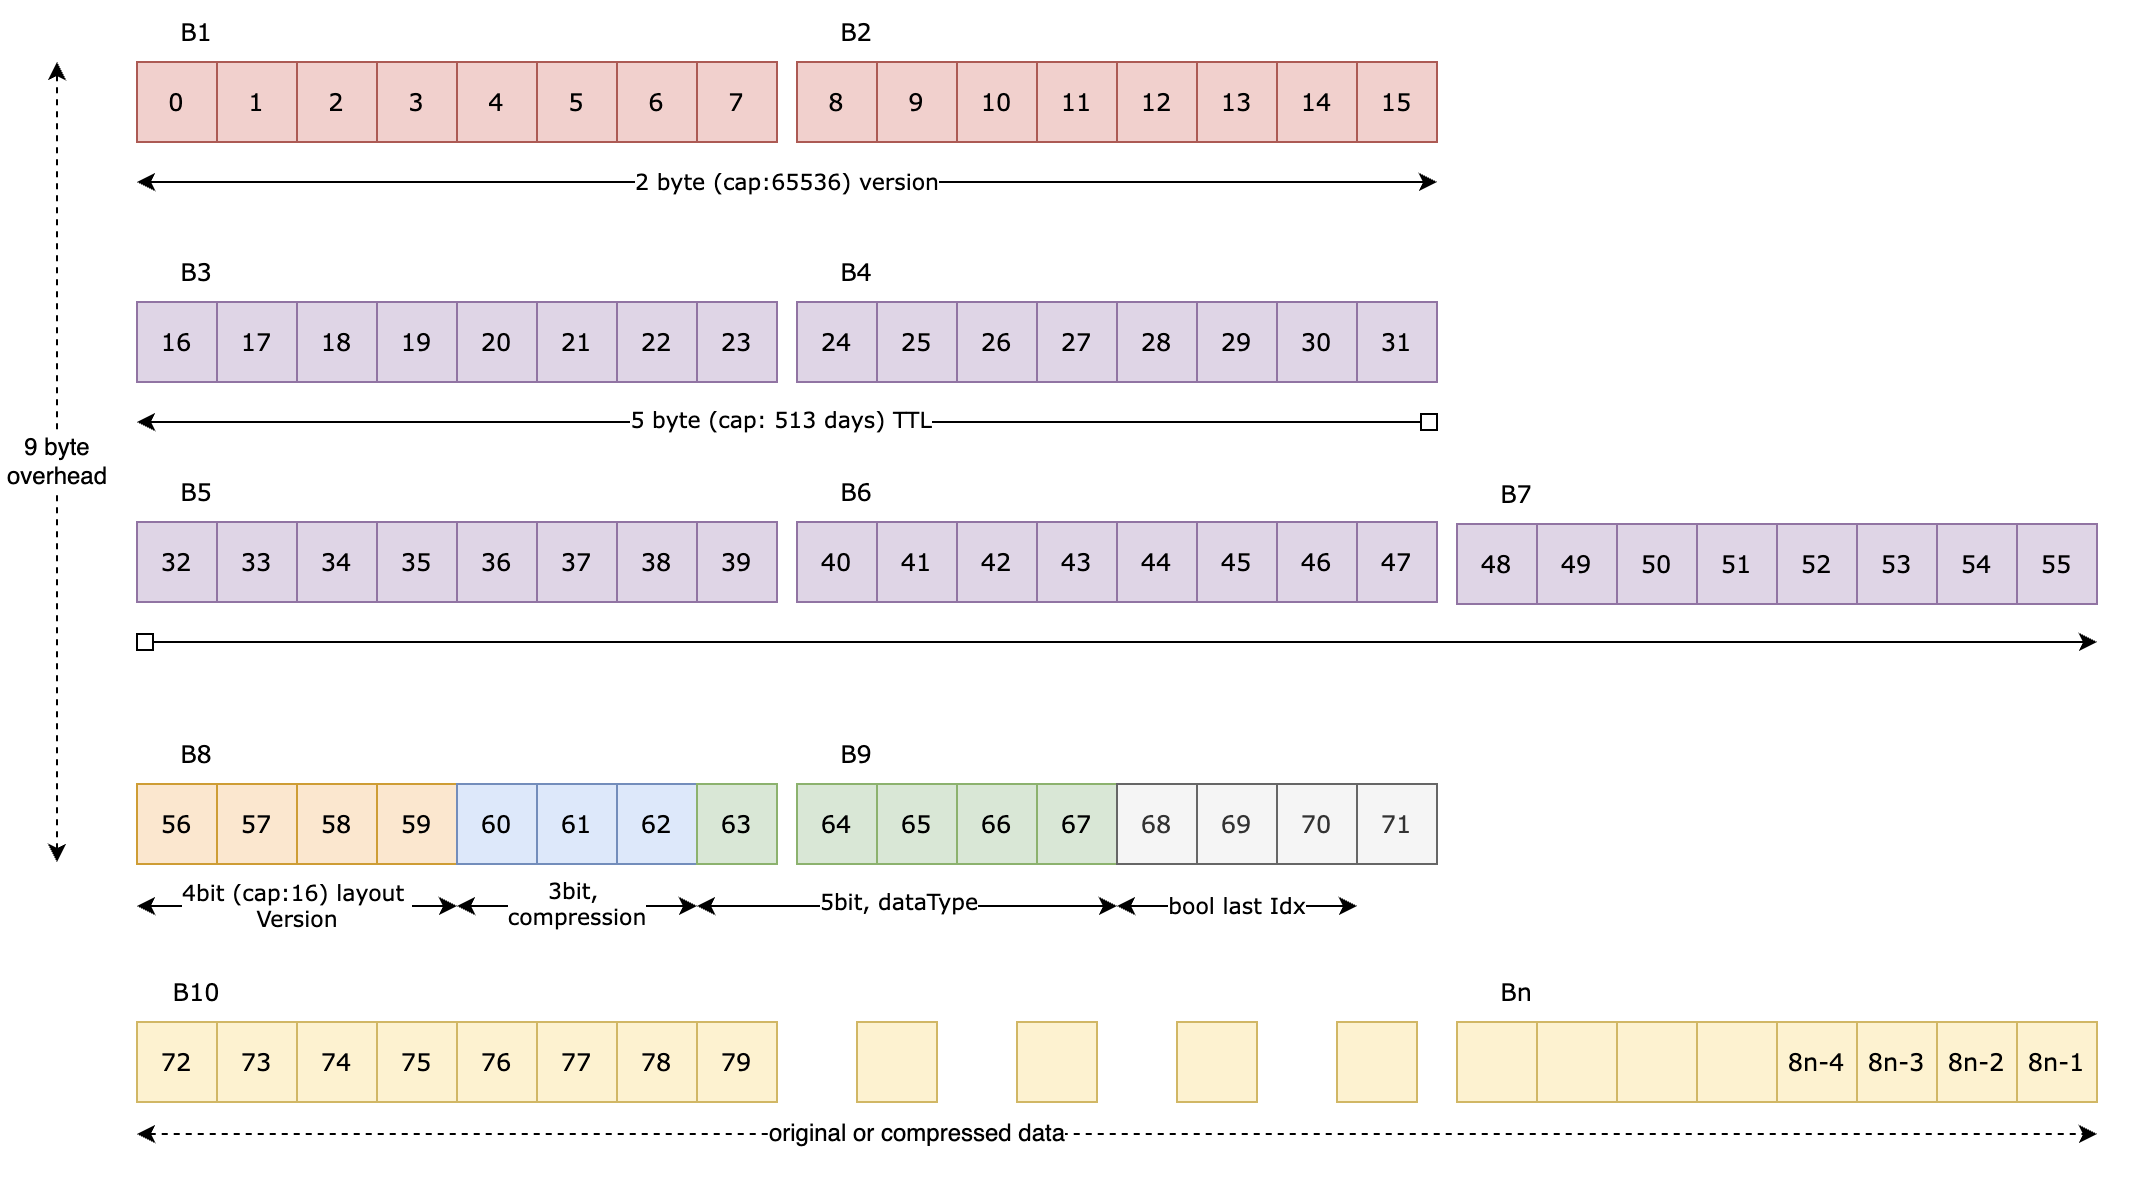 B1 B2
0 1 2 3 4 5 6 7 8 9 10 11 12 13 14 15
2 byte (cap:65536) version
B3 B4
16 17 18 19 20 21 22 23 24 25 26 27 28 29 30 31
5 byte (cap: 513 days) TTL
9 byte
overhead
B5 B6 B7
32 33 34 35 36 37 38 39 40 41 42 43 44 45 46 47 48 49 50 51 52 53 54 55
B8 B9
56 57 58 59 60 61 62 63 64 65 66 67 68 69 70 71
4bit (cap:16) layout
Version
3bit,
compression
5bit, dataType
bool last Idx
B10 Bn
72 73 74 75 76 77 78 79 8n-4 8n-3 8n-2 8n-1
original or compressed data